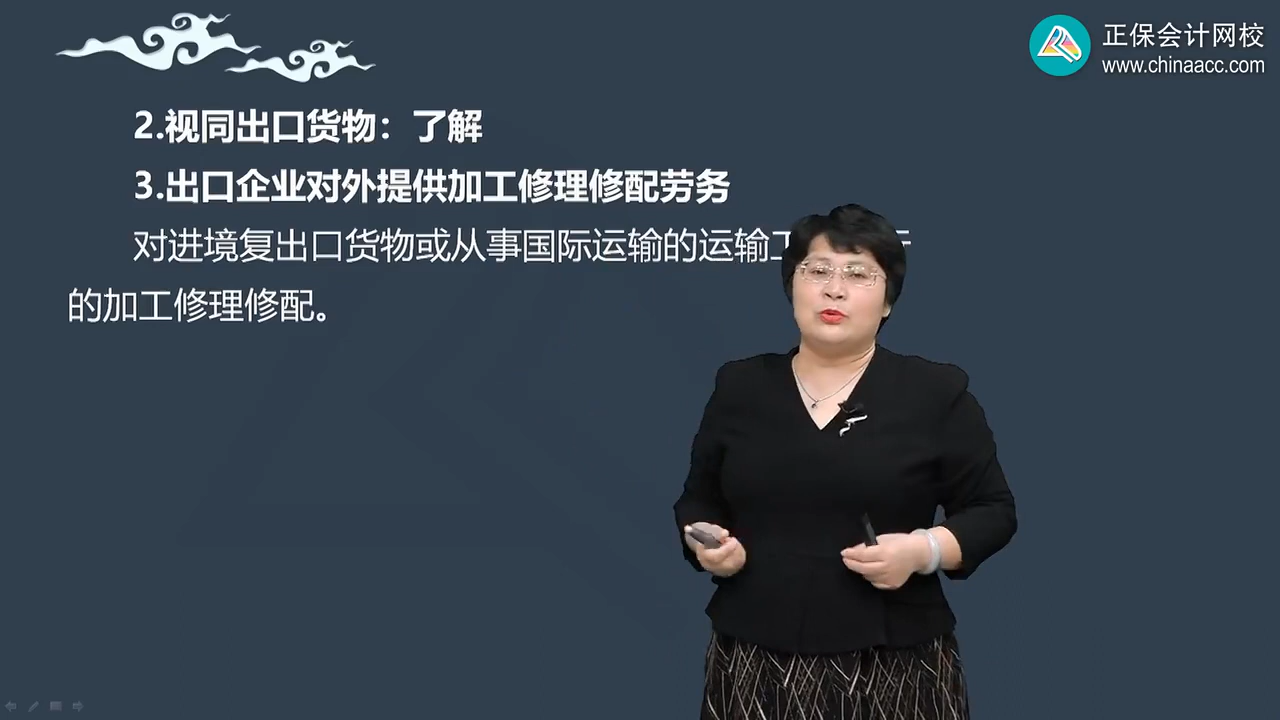 正保会计网校
www.chinaacc.com
2.视同出口货物：了解
3.出口企业对外提供加工修理修配劳务
对进境复出口货物或从事国际运输的运输
的加工修理修配。